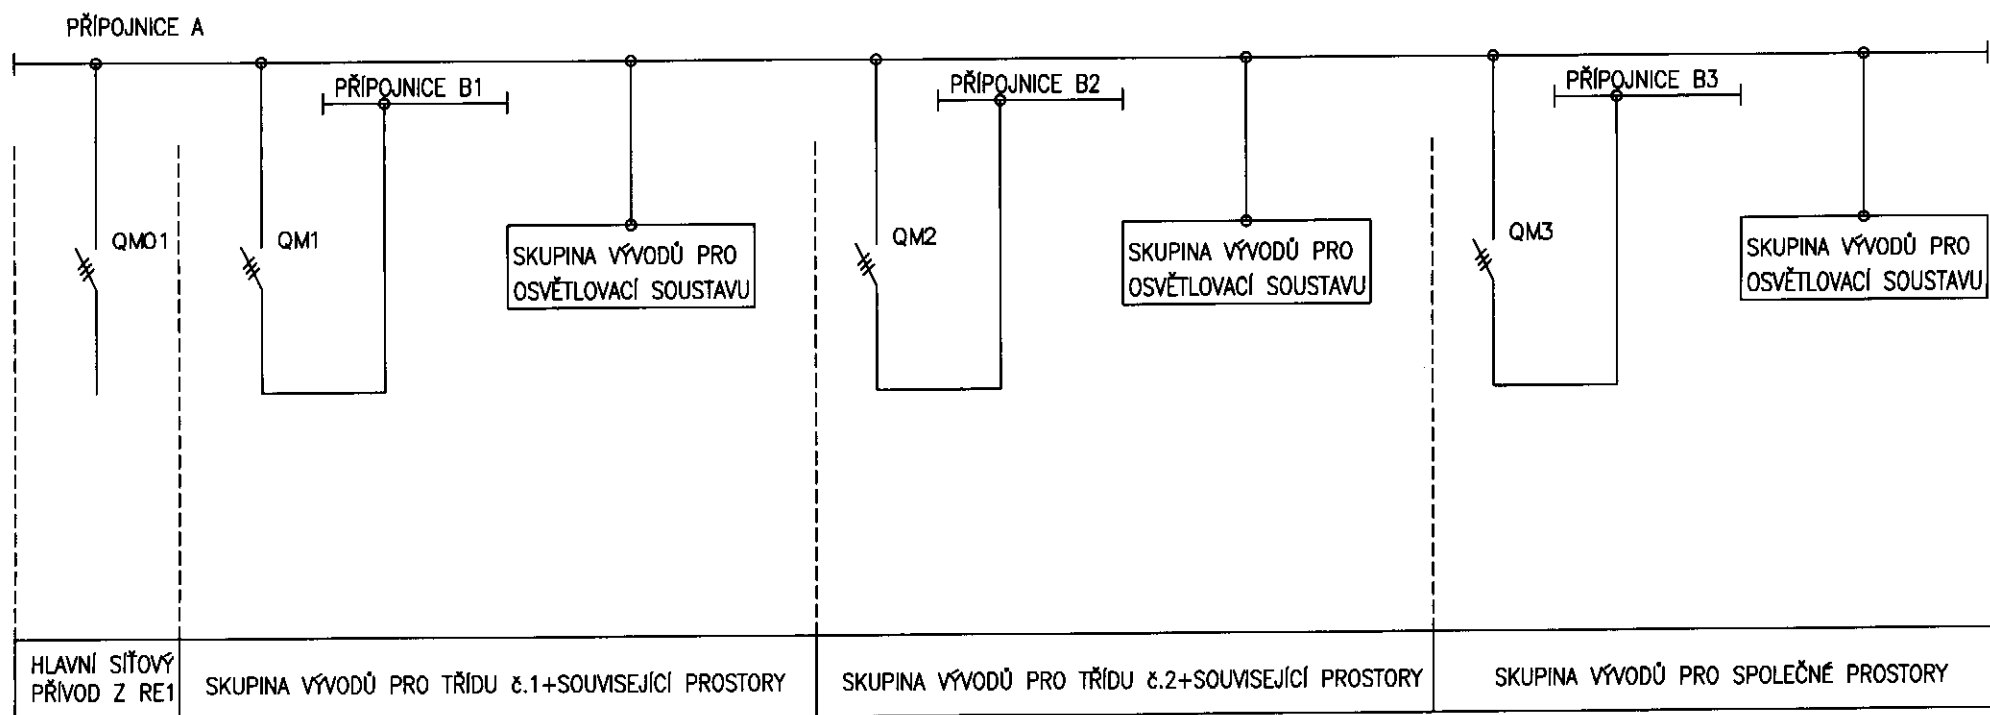 PŘÍPOJNICE A
PŘÍPOJNICE B1
PŘÍPOJNICE B2
PŘÍPOJNICE B3
QM01
QM1
SKUPINA VÝVODŮ PRO
OSVĚTLOVACÍ SOUSTAVU
QM2
SKUPINA VÝVODŮ PRO
OSVĚTLOVACÍ SOUSTAVU
QM3
SKUPINA VÝVODŮ PRO
OSVĚTLOVACÍ SOUSTAVU
HLAVNÍ SÍŤOVÝ
PŘÍVOD Z RE1
SKUPINA VÝVODŮ PRO TŘÍDU č.1+SOUVISEJÍCÍ PROSTORY
SKUPINA VÝVODŮ PRO TŘÍDU č.2+SOUVISEJÍCÍ PROSTORY
SKUPINA VÝVODŮ PRO SPOLEČNÉ PROSTORY